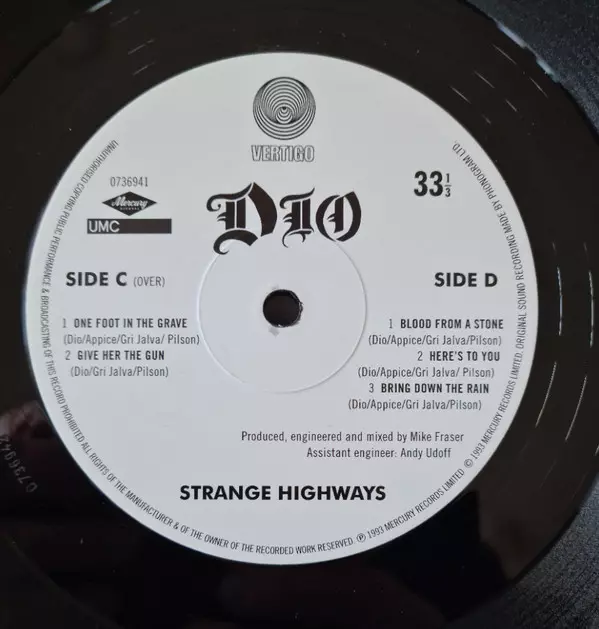 VERTIGO
0736941
Mercury
RECORDS
UMC
33 1/3
DIO
SIDE C (OVER)
1 ONE FOOT IN THE GRAVE
(Dio/Appice/Gri Jalva/ Pilson)
2 GIVE HER THE GUN
(Dio/Gri Jalva/Pilson)
SIDE D
1 BLOOD FROM A STONE
(Dio/Appice/Gri Jalva/Pilson)
2 HERE'S TO YOU
(Dio/Appice/Gri Jalva/Pilson)
3 BRING DOWN THE RAIN
(Dio/Appice/Gri Jalva/Pilson)
Produced, engineered and mixed by Mike Fraser
Assistant engineer: Andy Udoff
STRANGE HIGHWAYS
UNAUTHORISED COPYING PUBLIC PERFORMANCE & BROADCASTING OF THIS RECORD PROHIBITED ALL RIGHTS OF THE MANUFACTURER & OF THE OWNER OF THE RECORDED WORK RESERVED ℗ 1993 MERCURY RECORDS LIMITED © 1993 MERCURY RECORDS LIMITED. ORIGINAL SOUND RECORDING MADE BY PHONOGRAM LTD.